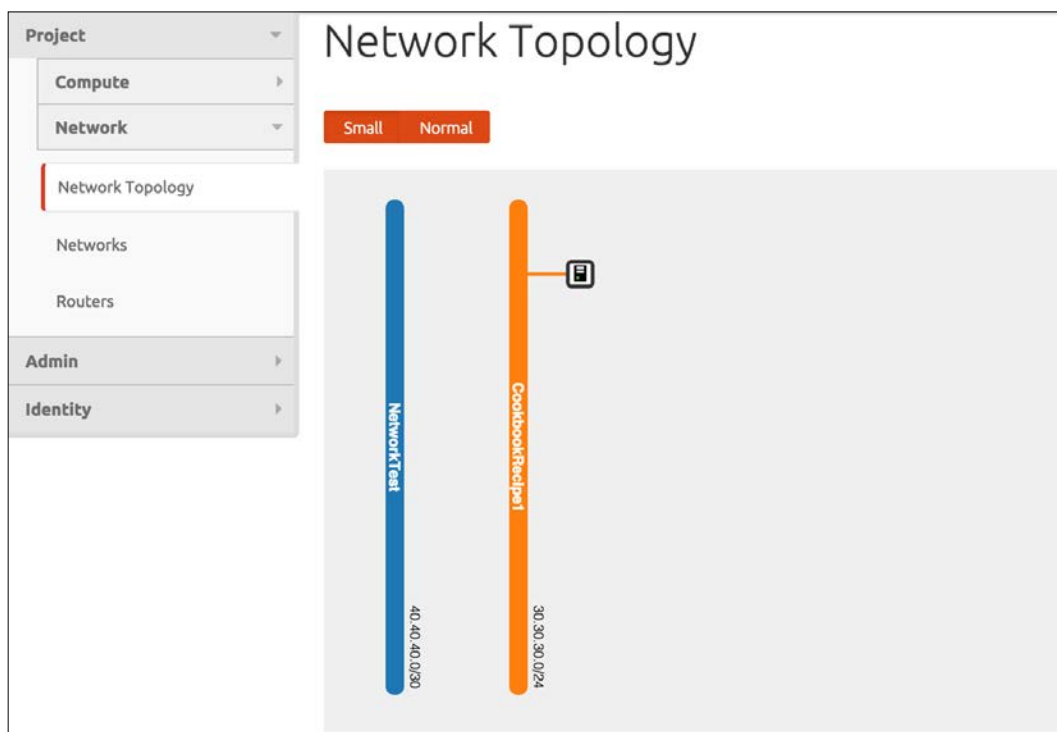 Project
Compute
Network
Network Topology
Networks
Routers
Admin
Identity
Network Topology
Small Normal
NetworkTest
40.40.40.0/30
CookbookRecipe1
30.30.30.0/24